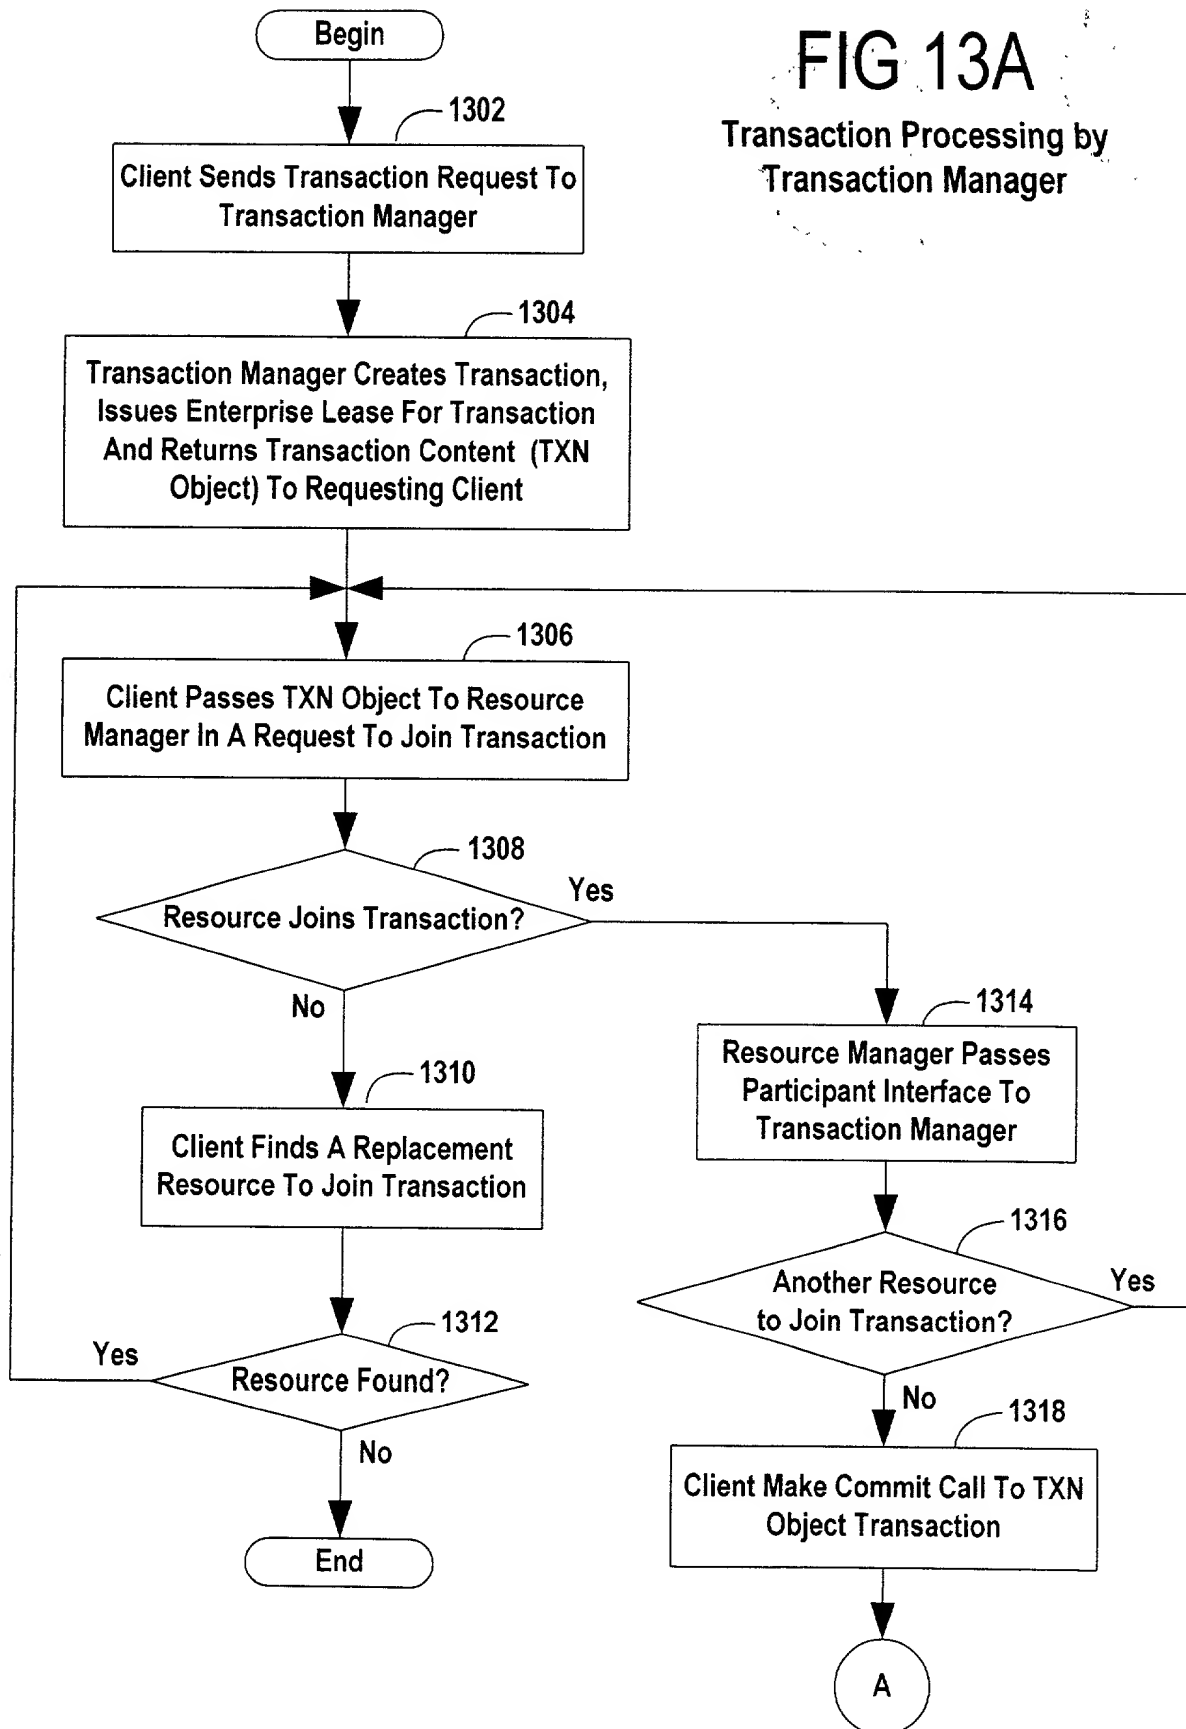 Begin
FIG 13A
Transaction Processing by
Transaction Manager
1302
Client Sends Transaction Request To
Transaction Manager
1304
Transaction Manager Creates Transaction,
Issues Enterprise Lease For Transaction
And Returns Transaction Content (TXN
Object) To Requesting Client
1306
Client Passes TXN Object To Resource
Manager In A Request To Join Transaction
1308
Resource Joins Transaction?
Yes
No
1310
Client Finds A Replacement
Resource To Join Transaction
1312
Resource Found?
Yes
No
End
1314
Resource Manager Passes
Participant Interface To
Transaction Manager
1316
Another Resource
to Join Transaction?
Yes
No
1318
Client Make Commit Call To TXN
Object Transaction
A